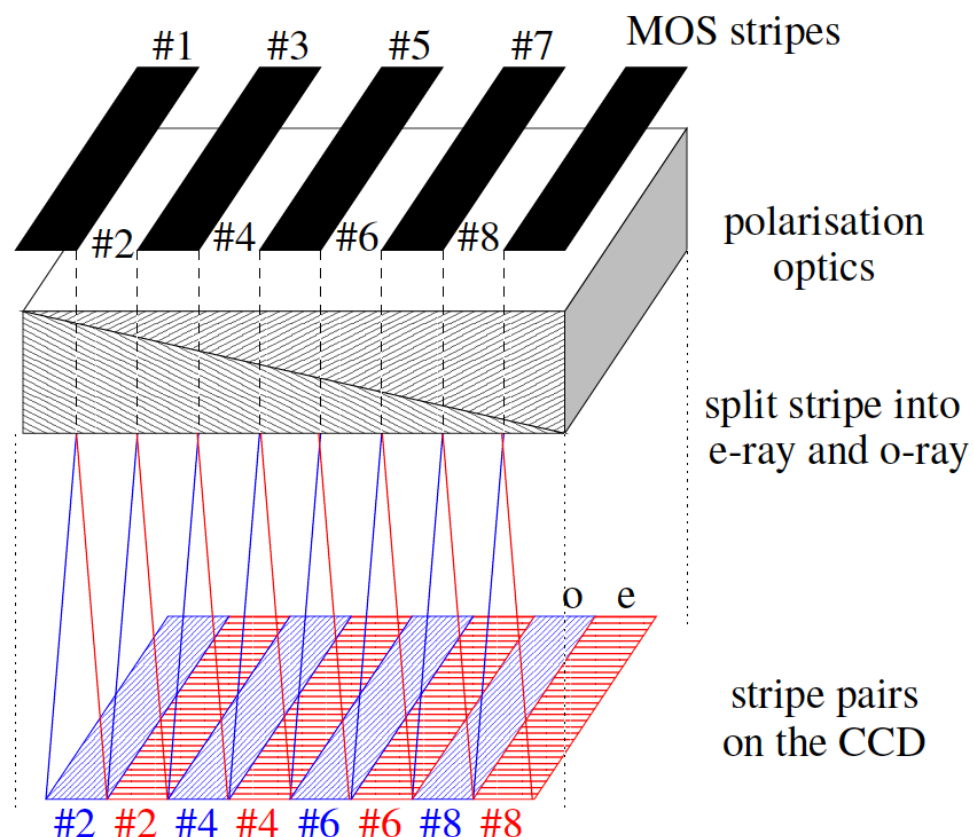 MOS stripes
#1 #3 #5 #7
#2 #4 #6 #8
polarisation
optics
split stripe into
e-ray and o-ray
o e
stripe pairs
on the CCD
#2 #2 #4 #4 #6 #6 #8 #8